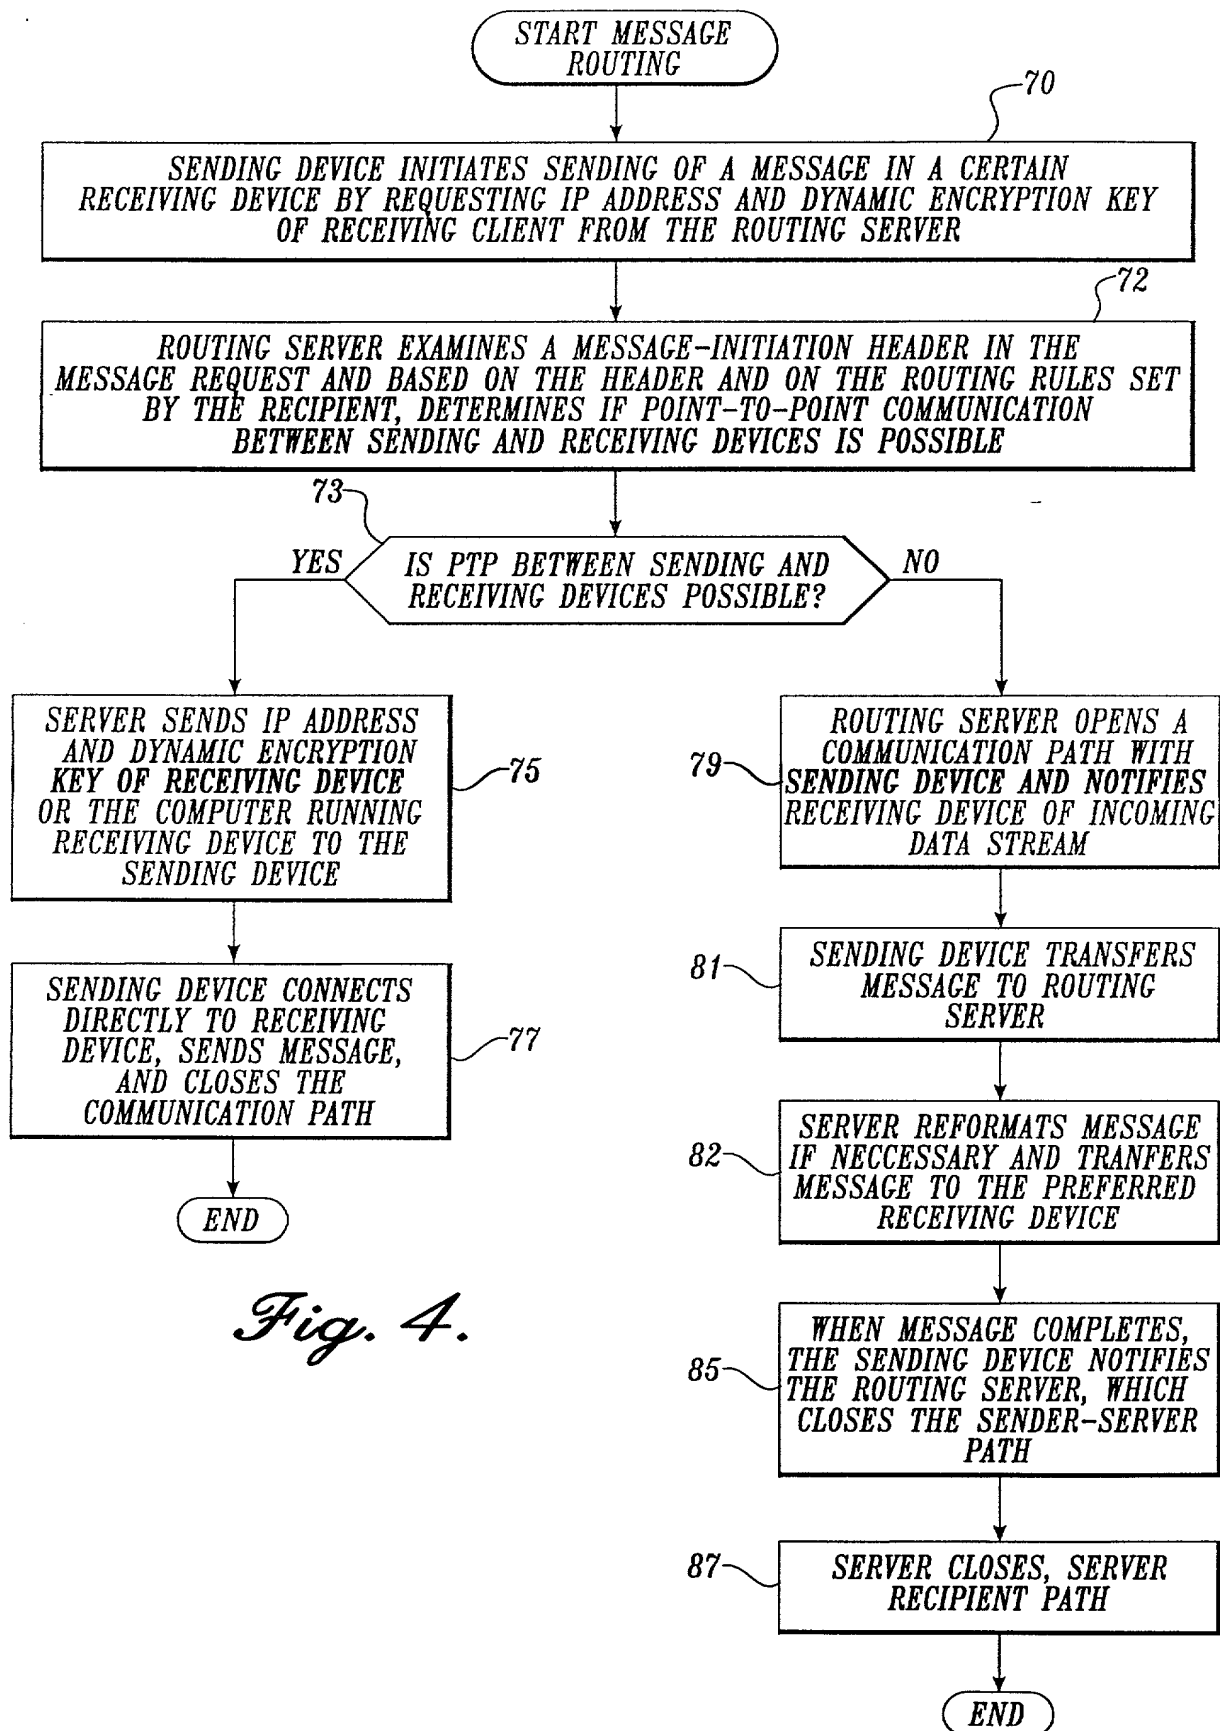 START MESSAGE
ROUTING
70
SENDING DEVICE INITIATES SENDING OF A MESSAGE IN A CERTAIN
RECEIVING DEVICE BY REQUESTING IP ADDRESS AND DYNAMIC ENCRYPTION KEY
OF RECEIVING CLIENT FROM THE ROUTING SERVER
72
ROUTING SERVER EXAMINES A MESSAGE-INITIATION HEADER IN THE
MESSAGE REQUEST AND BASED ON THE HEADER AND ON THE ROUTING RULES SET
BY THE RECIPIENT, DETERMINES IF POINT-TO-POINT COMMUNICATION
BETWEEN SENDING AND RECEIVING DEVICES IS POSSIBLE
73
YES
IS PTP BETWEEN SENDING AND
RECEIVING DEVICES POSSIBLE?
NO
SERVER SENDS IP ADDRESS
AND DYNAMIC ENCRYPTION
KEY OF RECEIVING DEVICE
OR THE COMPUTER RUNNING
RECEIVING DEVICE TO THE
SENDING DEVICE
75
SENDING DEVICE CONNECTS
DIRECTLY TO RECEIVING
DEVICE, SENDS MESSAGE,
AND CLOSES THE
COMMUNICATION PATH
77
END
Fig. 4.
79
ROUTING SERVER OPENS A
COMMUNICATION PATH WITH
SENDING DEVICE AND NOTIFIES
RECEIVING DEVICE OF INCOMING
DATA STREAM
81
SENDING DEVICE TRANSFERS
MESSAGE TO ROUTING
SERVER
82
SERVER REFORMATS MESSAGE
IF NECCESSARY AND TRANFERS
MESSAGE TO THE PREFERRED
RECEIVING DEVICE
85
WHEN MESSAGE COMPLETES,
THE SENDING DEVICE NOTIFIES
THE ROUTING SERVER, WHICH
CLOSES THE SENDER-SERVER
PATH
87
SERVER CLOSES, SERVER
RECIPIENT PATH
END